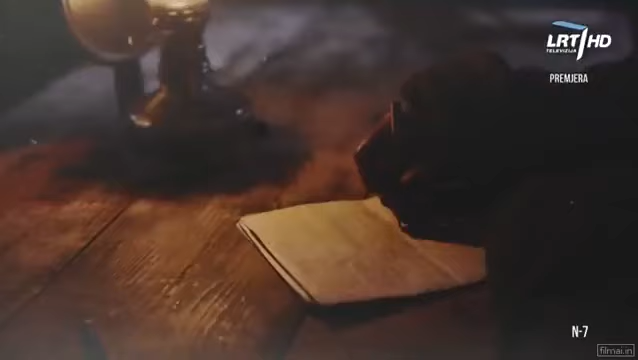 LRT HD
TELEVIZIJA
PREMJERA
N-7
filmai.in